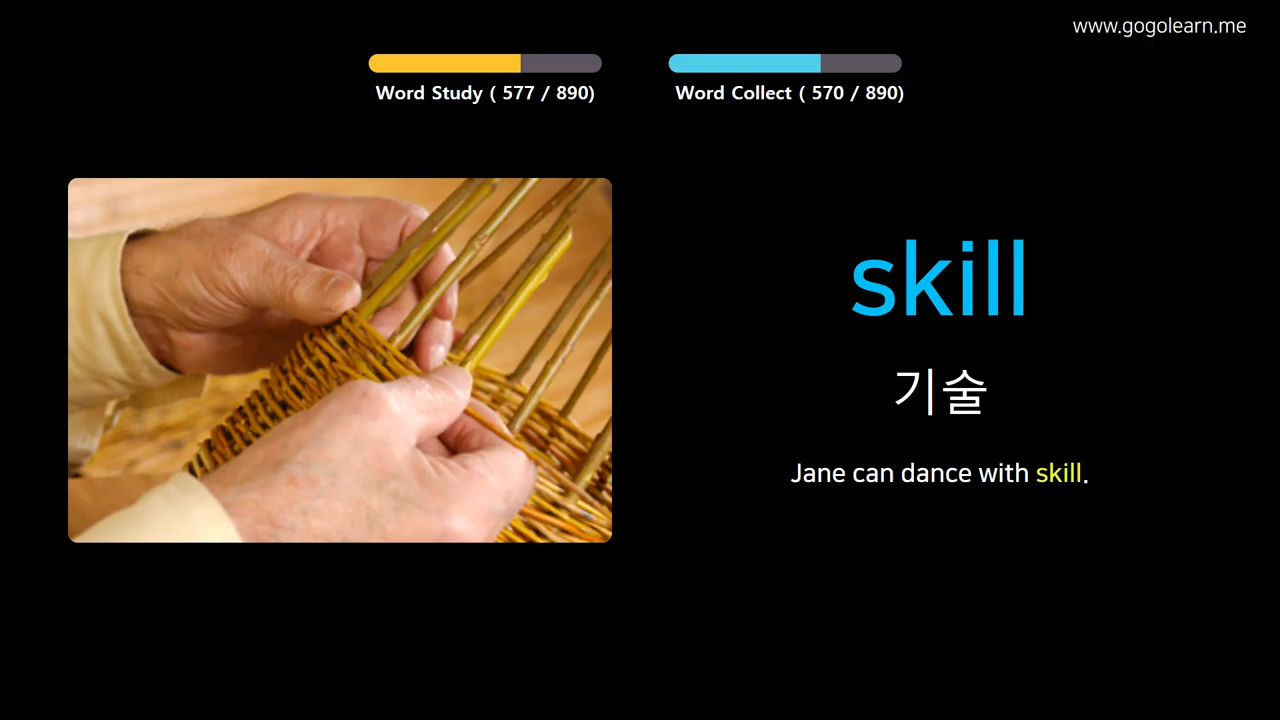 www.gogolearn.me
Word Study ( 577 / 890)
Word Collect ( 570 / 890)
skill
기술
Jane can dance with skill.